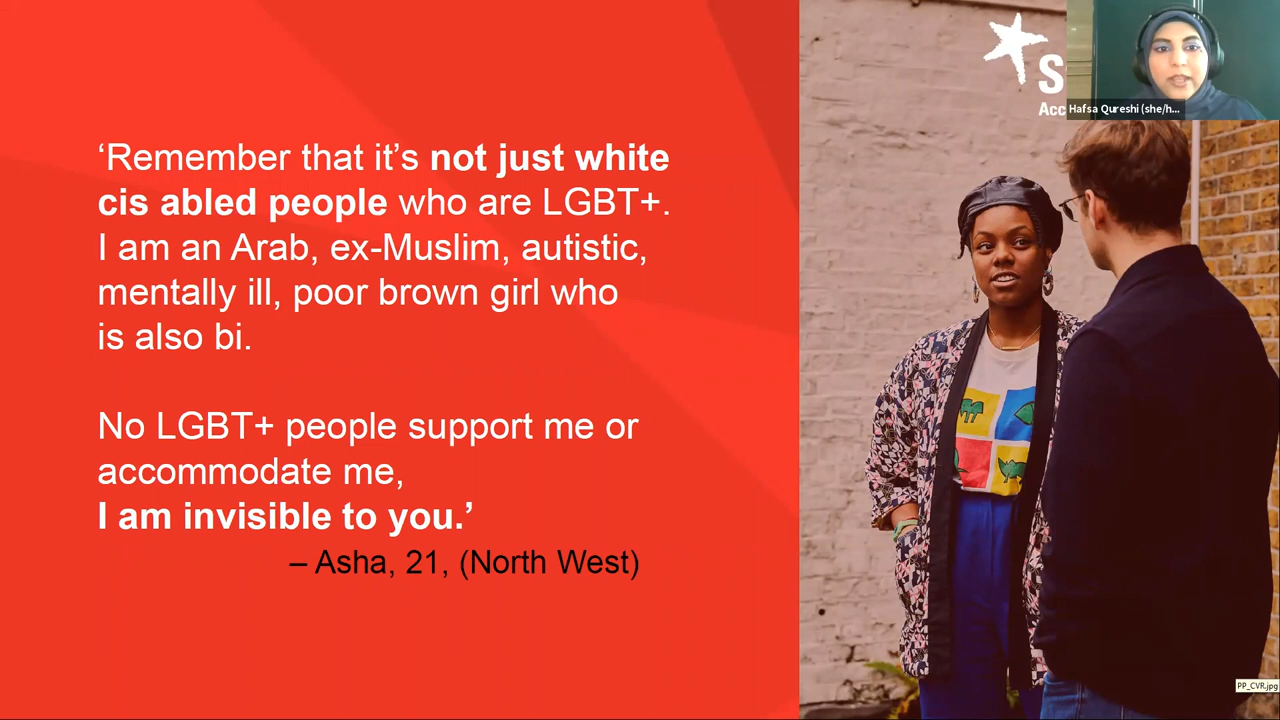 ‘Remember that it’s not just white
cis abled people who are LGBT+.
I am an Arab, ex-Muslim, autistic,
mentally ill, poor brown girl who
is also bi.
No LGBT+ people support me or
accommodate me,
I am invisible to you.’
– Asha, 21, (North West)
S
Acc
Hafsa Qureshi (she/h...
PP_CVR.jpg